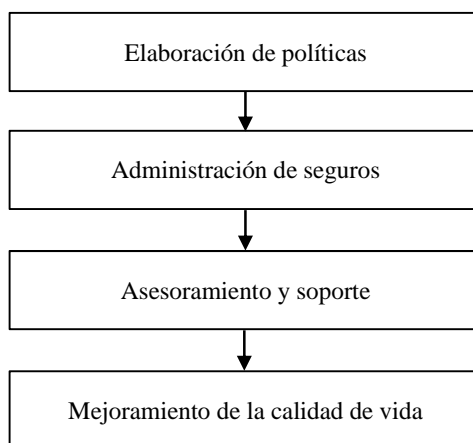 Elaboración de políticas
Administración de seguros
Asesoramiento y soporte
Mejoramiento de la calidad de vida